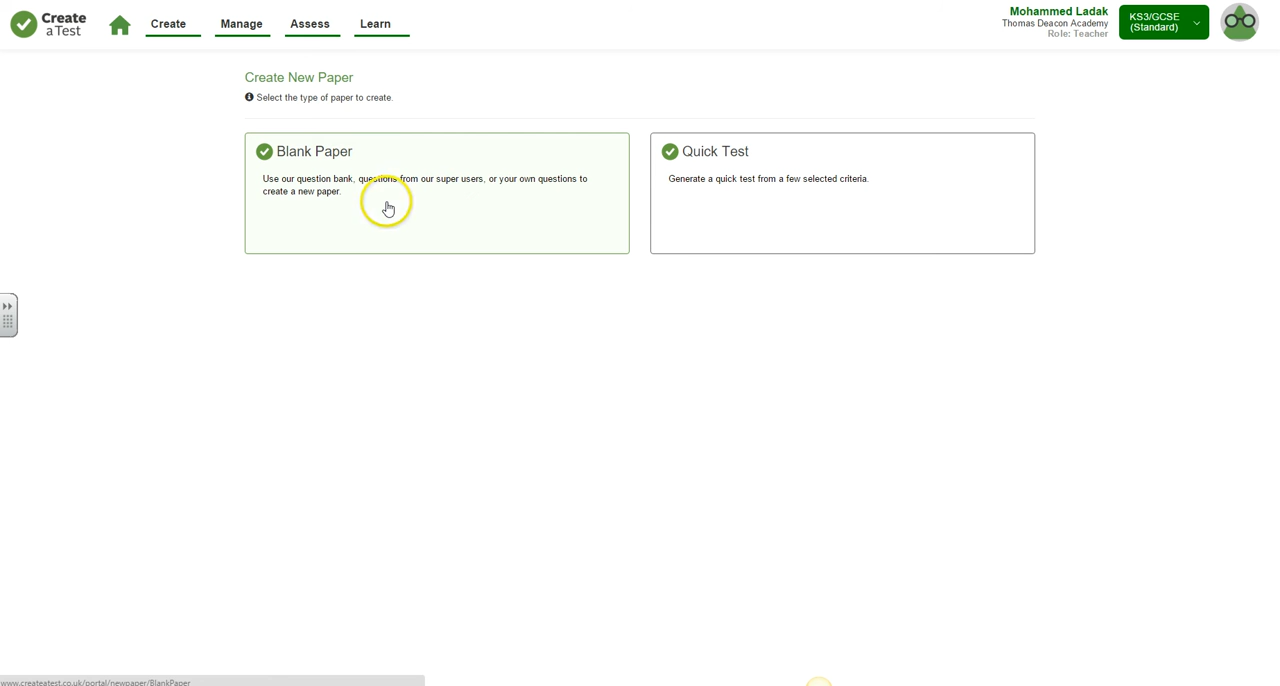 Create
a Test
Create
Manage
Assess
Learn
Mohammed Ladak
Thomas Deacon Academy
Role: Teacher
KS3/GCSE
(Standard)
Create New Paper
Select the type of paper to create.
Blank Paper
Use our question bank, questions from our super users, or your own questions to
create a new paper.
Quick Test
Generate a quick test from a few selected criteria.
www.createatest.co.uk/portal/newpaper/BlankPaper